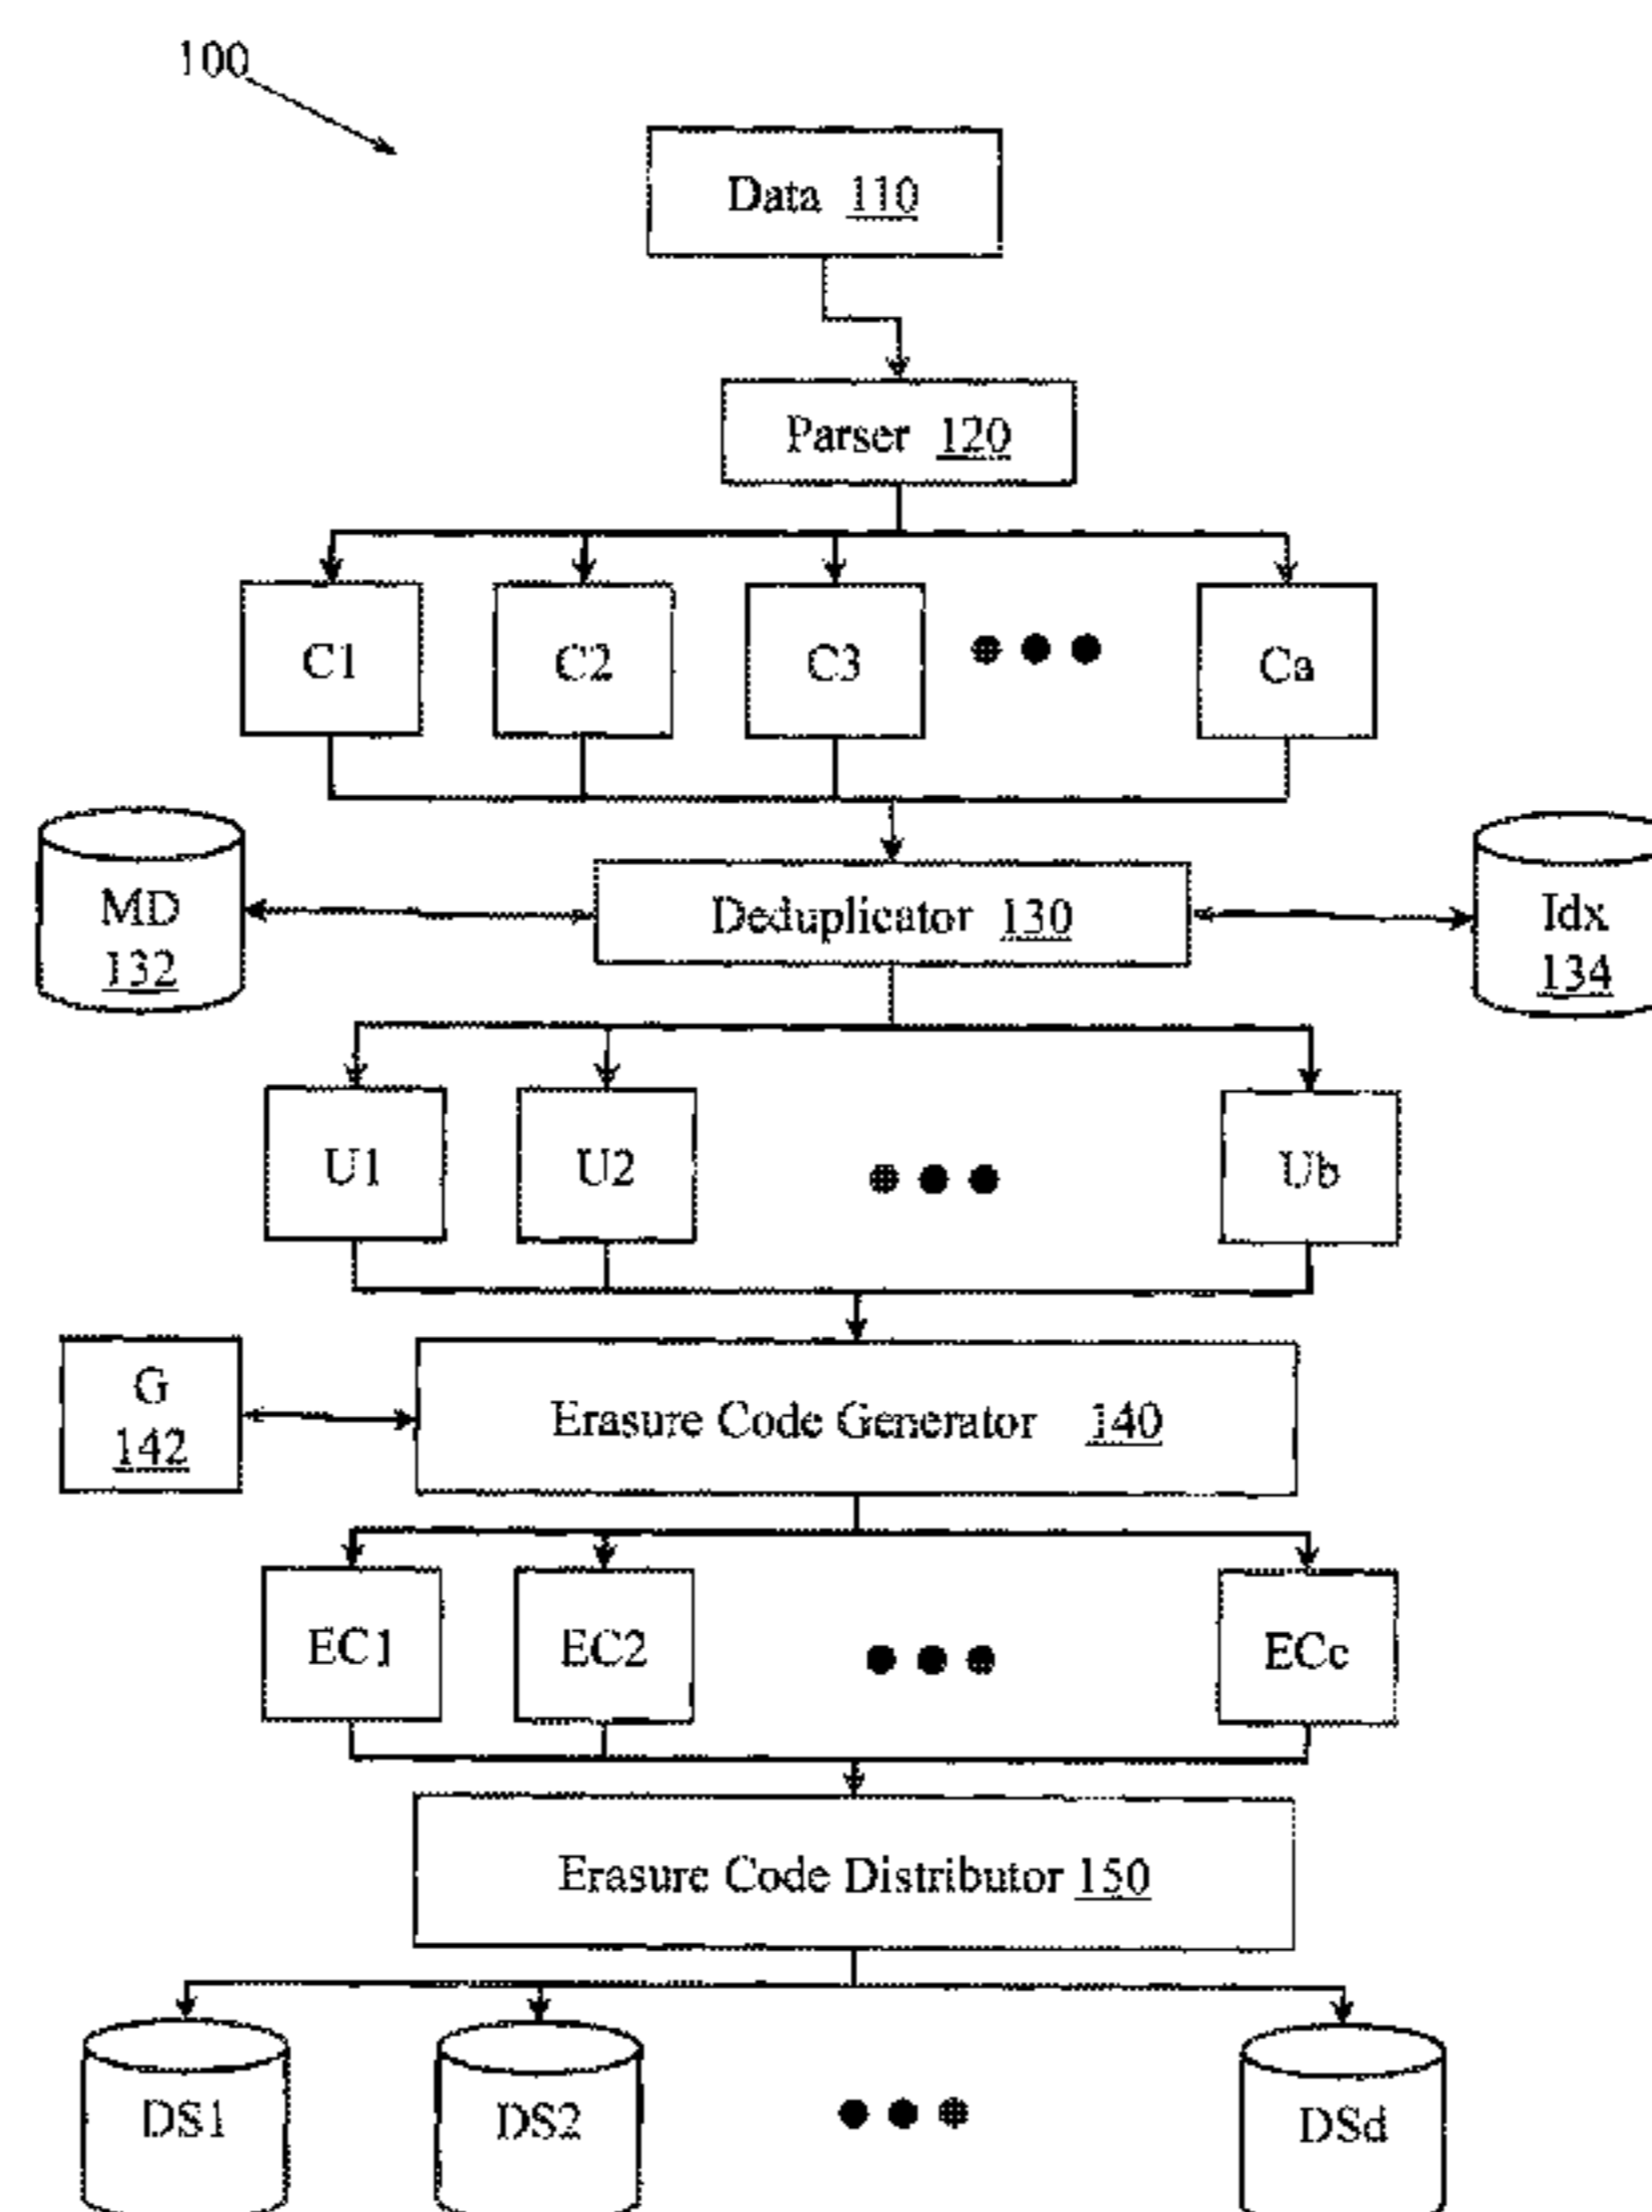 100
Data 110
Parser 120
C1 C2 C3 Ca
MD
132
Deduplicator 130
Idx
134
U1 U2 Ub
G
142
Erasure Code Generator 140
EC1 EC2 ECc
Erasure Code Distributor 150
DS1 DS2 DSd